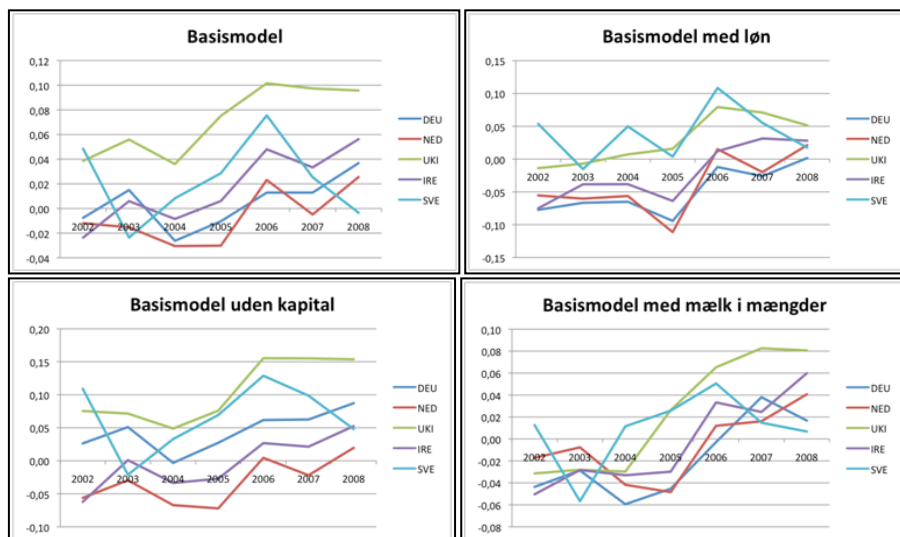 Basismodel
0,12
0,10
0,08
0,06
0,04
0,02
0,00
-0,02
-0,04
2002 2003 2004 2005 2006 2007 2008
DEU
NED
UKI
IRE
SVE
Basismodel med løn
0,15
0,10
0,05
0,00
-0,05
-0,10
-0,15
2002 2003 2004 2005 2006 2007 2008
DEU
NED
UKI
IRE
SVE
Basismodel uden kapital
0,20
0,15
0,10
0,05
0,00
-0,05
-0,10
2002 2003 2004 2005 2006 2007 2008
DEU
NED
UKI
IRE
SVE
Basismodel med mælk i mængder
0,10
0,08
0,06
0,04
0,02
0,00
-0,02
-0,04
-0,06
-0,08
2002 2003 2004 2005 2006 2007 2008
DEU
NED
UKI
IRE
SVE